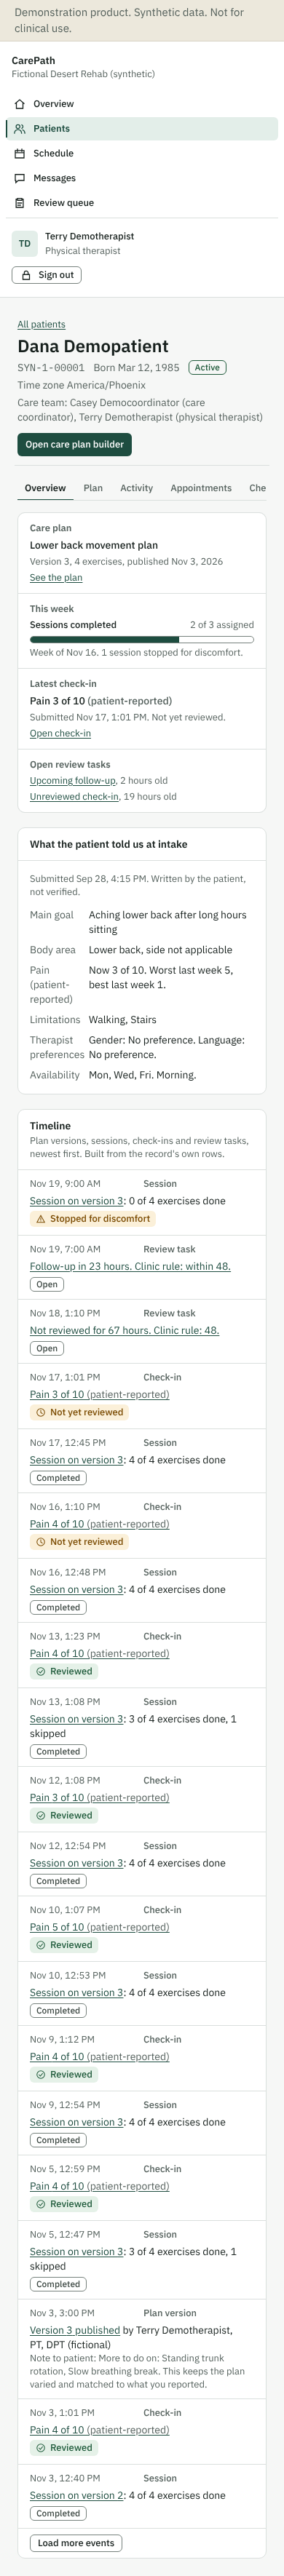 Demonstration product. Synthetic data. Not for
clinical use.
CarePath
Fictional Desert Rehab (synthetic)
Overview
Patients
Schedule
Messages
Review queue
TD
Terry Demotherapist
Physical therapist
Sign out
All patients
Dana Demopatient
SYN-1-00001 Born Mar 12, 1985 Active
Time zone America/Phoenix
Care team: Casey Democoordinator (care
coordinator), Terry Demotherapist (physical therapist)
Open care plan builder
Overview Plan Activity Appointments Che
Care plan
Lower back movement plan
Version 3, 4 exercises, published Nov 3, 2026
See the plan
This week
Sessions completed 2 of 3 assigned
Week of Nov 16. 1 session stopped for discomfort.
Latest check-in
Pain 3 of 10 (patient-reported)
Submitted Nov 17, 1:01 PM. Not yet reviewed.
Open check-in
Open review tasks
Upcoming follow-up, 2 hours old
Unreviewed check-in, 19 hours old
What the patient told us at intake
Submitted Sep 28, 4:15 PM. Written by the patient,
not verified.
Main goal Aching lower back after long hours
sitting
Body area Lower back, side not applicable
Pain Now 3 of 10. Worst last week 5,
(patient- best last week 1.
reported)
Limitations Walking, Stairs
Therapist Gender: No preference. Language:
preferences No preference.
Availability Mon, Wed, Fri. Morning.
Timeline
Plan versions, sessions, check-ins and review tasks,
newest first. Built from the record's own rows.
Nov 19, 9:00 AM Session
Session on version 3: 0 of 4 exercises done
Stopped for discomfort
Nov 19, 7:00 AM Review task
Follow-up in 23 hours. Clinic rule: within 48.
Open
Nov 18, 1:10 PM Review task
Not reviewed for 67 hours. Clinic rule: 48.
Open
Nov 17, 1:01 PM Check-in
Pain 3 of 10 (patient-reported)
Not yet reviewed
Nov 17, 12:45 PM Session
Session on version 3: 4 of 4 exercises done
Completed
Nov 16, 1:10 PM Check-in
Pain 4 of 10 (patient-reported)
Not yet reviewed
Nov 16, 12:48 PM Session
Session on version 3: 4 of 4 exercises done
Completed
Nov 13, 1:23 PM Check-in
Pain 4 of 10 (patient-reported)
Reviewed
Nov 13, 1:08 PM Session
Session on version 3: 3 of 4 exercises done, 1
skipped
Completed
Nov 12, 1:08 PM Check-in
Pain 3 of 10 (patient-reported)
Reviewed
Nov 12, 12:54 PM Session
Session on version 3: 4 of 4 exercises done
Completed
Nov 10, 1:07 PM Check-in
Pain 5 of 10 (patient-reported)
Reviewed
Nov 10, 12:53 PM Session
Session on version 3: 4 of 4 exercises done
Completed
Nov 9, 1:12 PM Check-in
Pain 4 of 10 (patient-reported)
Reviewed
Nov 9, 12:54 PM Session
Session on version 3: 4 of 4 exercises done
Completed
Nov 5, 12:59 PM Check-in
Pain 4 of 10 (patient-reported)
Reviewed
Nov 5, 12:47 PM Session
Session on version 3: 3 of 4 exercises done, 1
skipped
Completed
Nov 3, 3:00 PM Plan version
Version 3 published by Terry Demotherapist,
PT, DPT (fictional)
Note to patient: More to do on: Standing trunk
rotation, Slow breathing break. This keeps the plan
varied and matched to what you reported.
Nov 3, 1:01 PM Check-in
Pain 4 of 10 (patient-reported)
Reviewed
Nov 3, 12:40 PM Session
Session on version 2: 4 of 4 exercises done
Completed
Load more events